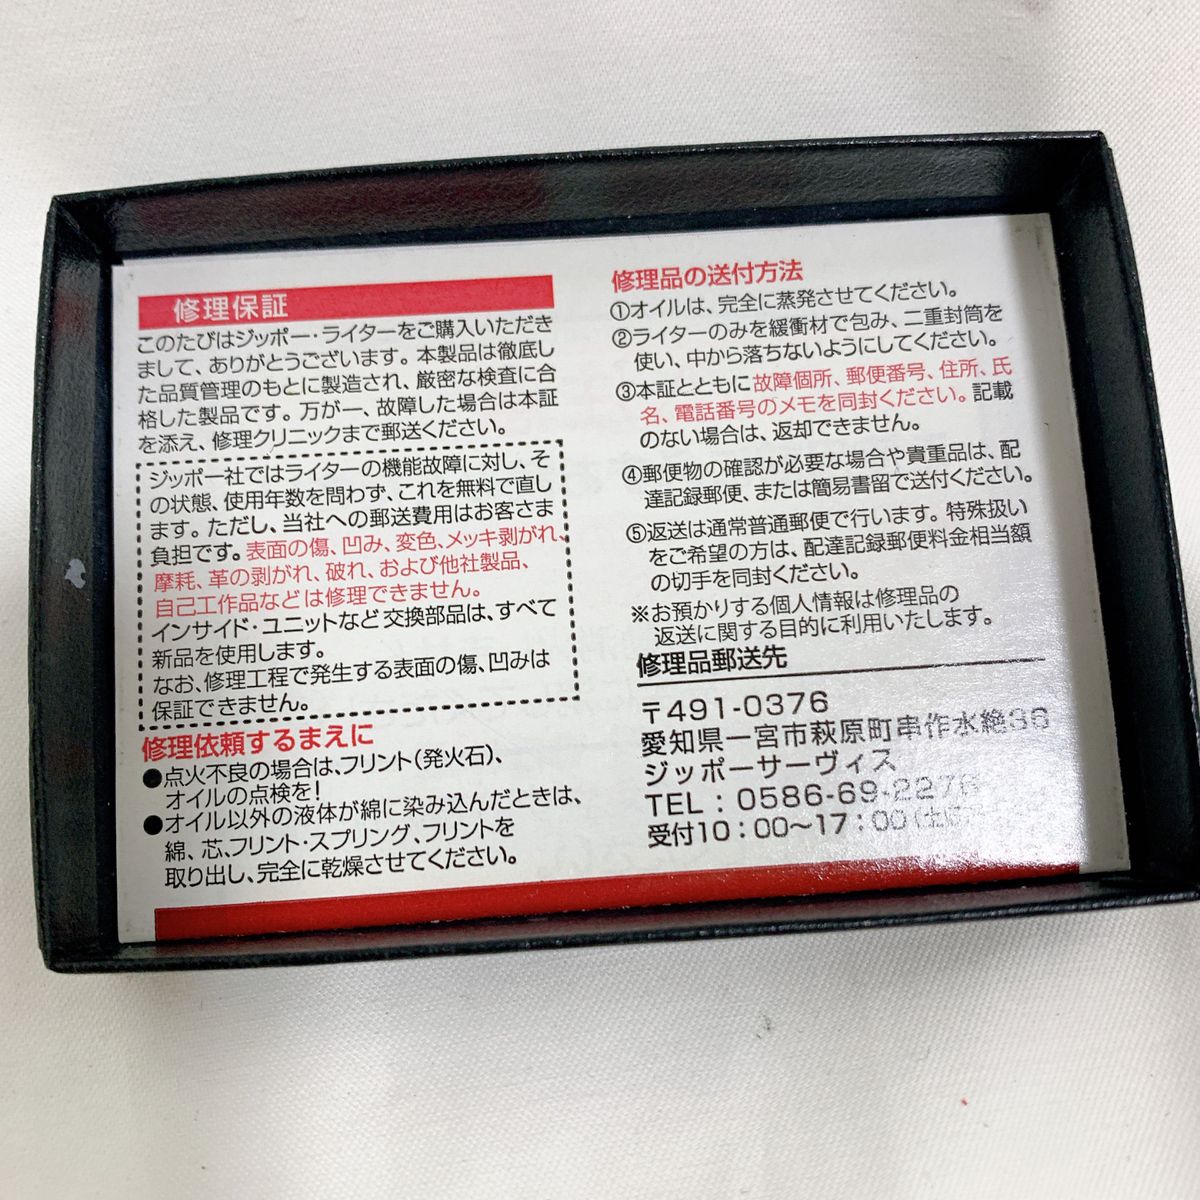 修理保証
このたびはジッポー・ライターをご購入いただき
まして、ありがとうございます。本製品は徹底し
た品質管理のもとに製造され、厳密な検査に合
格した製品です。万が一、故障した場合は本証
を添え、修理クリニックまで郵送ください。
ジッポー社ではライターの機能故障に対し、そ
の状態、使用年数を問わず、これを無料で直し
ます。ただし、当社への郵送費用はお客さま
負担です。表面の傷、凹み、変色、メッキ剥がれ、
摩耗、革の剥がれ、破れ、および他社製品、
自己工作品などは修理できません。
インサイド・ユニットなど交換部品は、すべて
新品を使用します。
なお、修理工程で発生する表面の傷、凹みは
保証できません。
修理依頼するまえに
●点火不良の場合は、フリント(発火石)、
オイルの点検を!
●オイル以外の液体が綿に染み込んだときは、
綿、芯、フリント・スプリング、フリントを
取り出し、完全に乾燥させてください。
修理品の送付方法
①オイルは、完全に蒸発させてください。
②ライターのみを緩衝材で包み、二重封筒を
使い、中から落ちないようにしてください。
③本証とともに故障個所、郵便番号、住所、氏
名、電話番号のメモを同封ください。記載
のない場合は、返却できません。
④郵便物の確認が必要な場合や貴重品は、配
達記録郵便、または簡易書留で送付ください。
⑤返送は通常普通郵便で行います。特殊扱い
をご希望の方は、配達記録郵便料金相当額
の切手を同封ください。
※お預かりする個人情報は修理品の
返送に関する目的に利用いたします。
修理品郵送先
〒491-0376
愛知県一宮市萩原町串作水絶36
ジッポーサーヴィス
TEL:0586-69-2276
受付10:00〜17:00